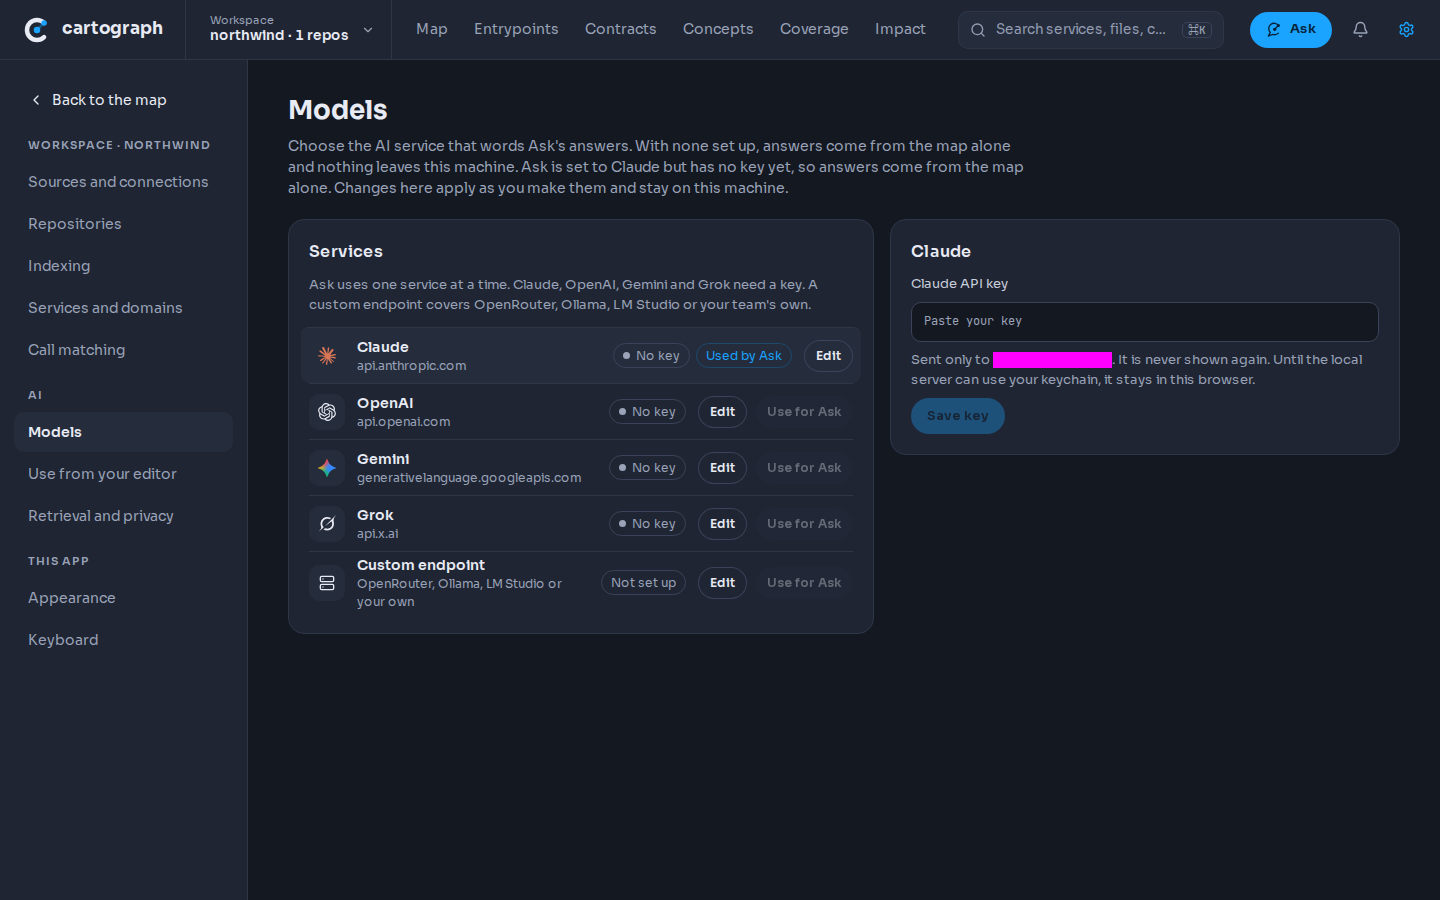 cartograph
Workspace
northwind · 1 repos
Map
Entrypoints
Contracts
Concepts
Coverage
Impact
Search services, files, c...
⌘K
Ask
Back to the map
WORKSPACE · NORTHWIND
Sources and connections
Repositories
Indexing
Services and domains
Call matching
AI
Models
Use from your editor
Retrieval and privacy
THIS APP
Appearance
Keyboard
Models
Choose the AI service that words Ask's answers. With none set up, answers come from the map alone
and nothing leaves this machine. Ask is set to Claude but has no key yet, so answers come from the map
alone. Changes here apply as you make them and stay on this machine.
Services
Ask uses one service at a time. Claude, OpenAI, Gemini and Grok need a key. A
custom endpoint covers OpenRouter, Ollama, LM Studio or your team's own.
Claude
api.anthropic.com
No key
Used by Ask
Edit
OpenAI
api.openai.com
No key
Edit
Use for Ask
Gemini
generativelanguage.googleapis.com
No key
Edit
Use for Ask
Grok
api.x.ai
No key
Edit
Use for Ask
Custom endpoint
OpenRouter, Ollama, LM Studio or
your own
Not set up
Edit
Use for Ask
Claude
Claude API key
Paste your key
Sent only to . It is never shown again. Until the local
server can use your keychain, it stays in this browser.
Save key